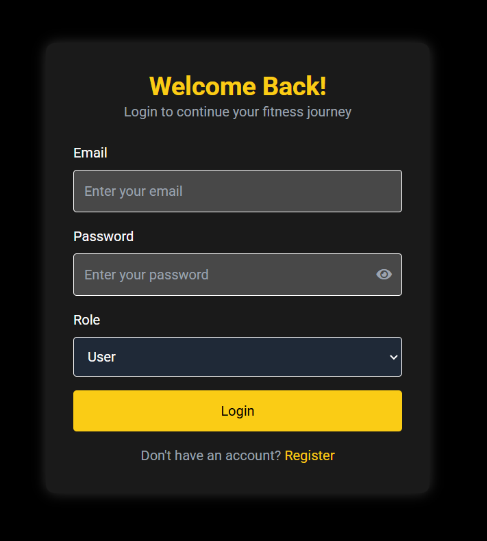 Welcome Back!
Login to continue your fitness journey
Email
Enter your email
Password
Enter your password
Role
User
Login
Don't have an account? Register